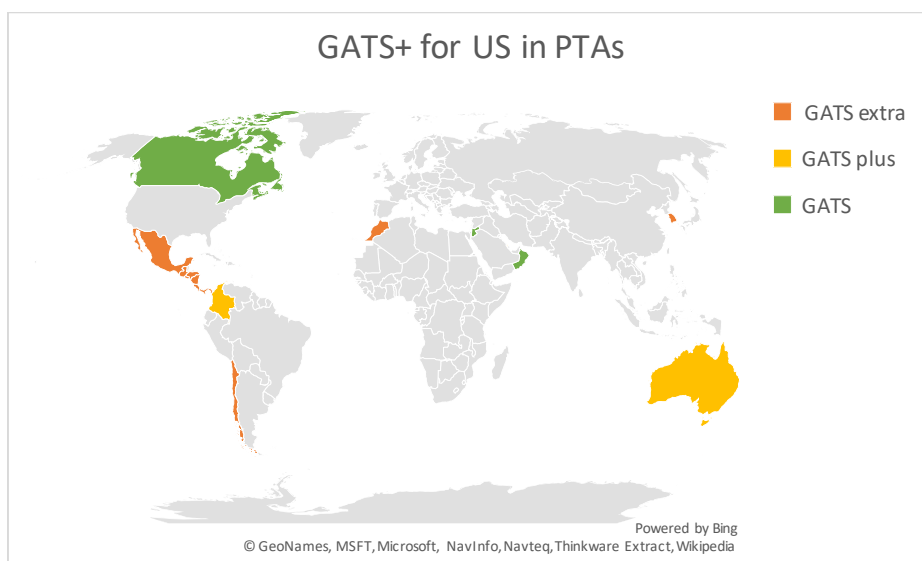 GATS+ for US in PTAs
GATS extra
GATS plus
GATS
Powered by Bing
© GeoNames, MSFT, Microsoft, NavInfo, Navteq, Thinkware Extract, Wikipedia